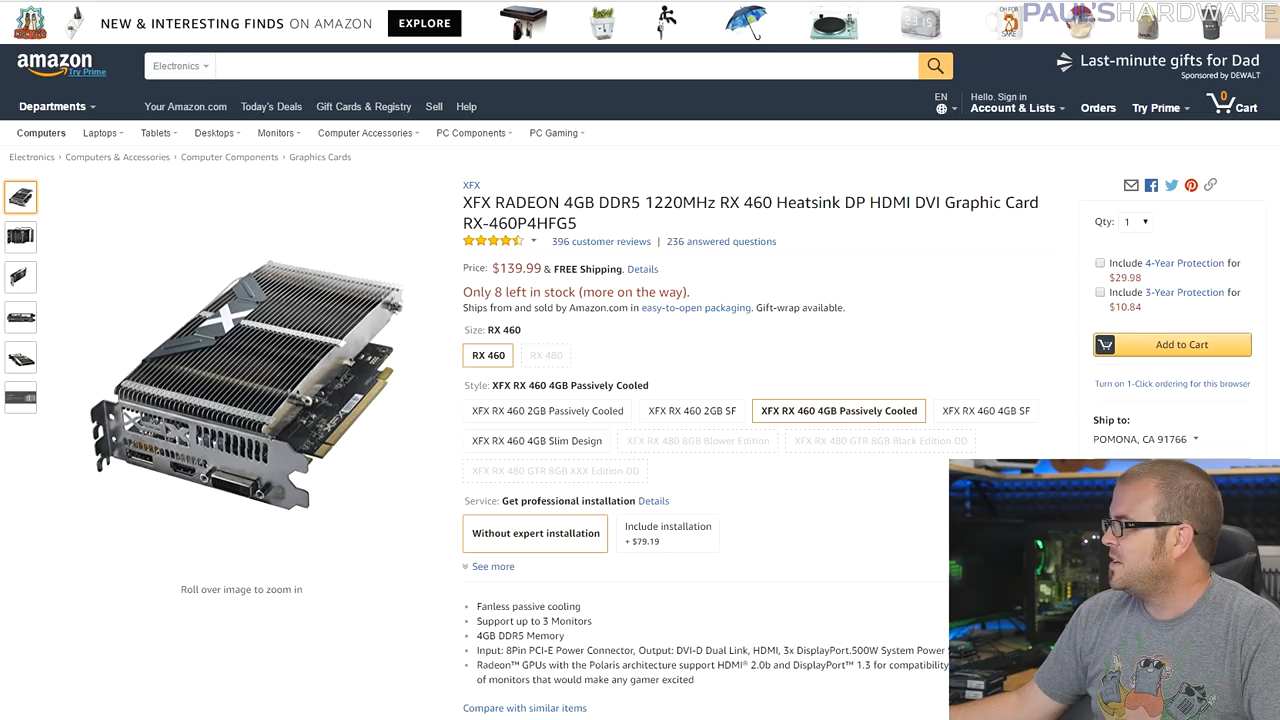 NEW & INTERESTING FINDS ON AMAZON
EXPLORE
23:15
PAUL'S HARDWARE
amazon
Try Prime
Electronics
Last-minute gifts for Dad
Sponsored by DEWALT
Departments
Your Amazon.com
Today's Deals
Gift Cards & Registry
Sell
Help
EN
Hello. Sign in
Account & Lists
Orders
Try Prime
0
Cart
Computers
Laptops
Tablets
Desktops
Monitors
Computer Accessories
PC Components
PC Gaming
Electronics › Computers & Accessories › Computer Components › Graphics Cards
XFX
XFX RADEON 4GB DDR5 1220MHz RX 460 Heatsink DP HDMI DVI Graphic Card
RX-460P4HFG5
396 customer reviews | 236 answered questions
Price: $139.99 & FREE Shipping. Details
Only 8 left in stock (more on the way).
Ships from and sold by Amazon.com in easy-to-open packaging. Gift-wrap available.
Size: RX 460
RX 460
RX 480
Style: XFX RX 460 4GB Passively Cooled
XFX RX 460 2GB Passively Cooled
XFX RX 460 2GB SF
XFX RX 460 4GB Passively Cooled
XFX RX 460 4GB SF
XFX RX 460 4GB Slim Design
XFX RX 480 8GB Blower Edition
XFX RX 480 GTR 8GB Black Edition DD
XFX RX 480 GTR 8GB XXX Edition DD
Service: Get professional installation Details
Without expert installation
Include installation
+ $79.19
See more
Fanless passive cooling
Support up to 3 Monitors
4GB DDR5 Memory
Input: 8Pin PCI-E Power Connector, Output: DVI-D Dual Link, HDMI, 3x DisplayPort.500W System Power
Radeon™ GPUs with the Polaris architecture support HDMI® 2.0b and DisplayPort™ 1.3 for compatibility
of monitors that would make any gamer excited
Compare with similar items
Roll over image to zoom in
Qty: 1
Include 4-Year Protection for
$29.98
Include 3-Year Protection for
$10.84
Add to Cart
Turn on 1-Click ordering for this browser
Ship to:
POMONA, CA 91766